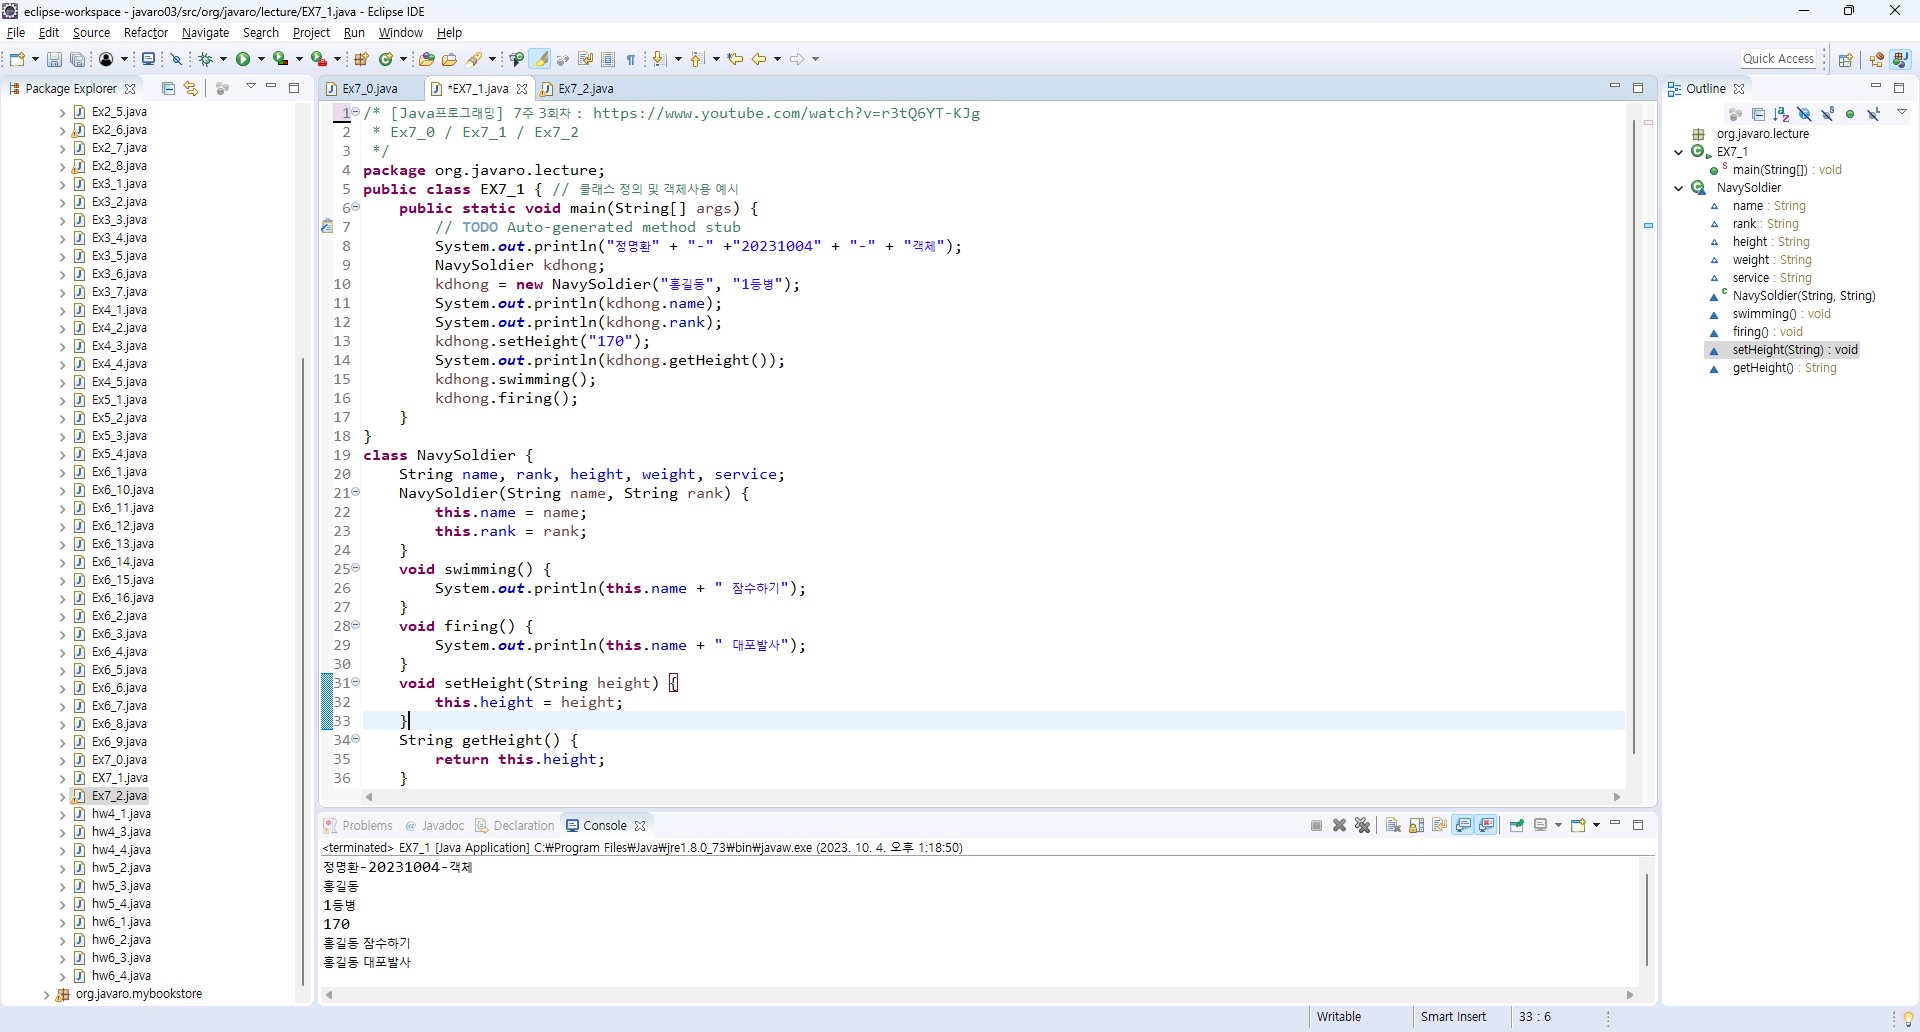 eclipse-workspace - javaro03/src/org/javaro/lecture/EX7_1.java - Eclipse IDE
File Edit Source Refactor Navigate Search Project Run Window Help
Quick Access
Package Explorer
Ex2_5.java
Ex2_6.java
Ex2_7.java
Ex2_8.java
Ex3_1.java
Ex3_2.java
Ex3_3.java
Ex3_4.java
Ex3_5.java
Ex3_6.java
Ex3_7.java
Ex4_1.java
Ex4_2.java
Ex4_3.java
Ex4_4.java
Ex4_5.java
Ex5_1.java
Ex5_2.java
Ex5_3.java
Ex5_4.java
Ex6_1.java
Ex6_10.java
Ex6_11.java
Ex6_12.java
Ex6_13.java
Ex6_14.java
Ex6_15.java
Ex6_16.java
Ex6_2.java
Ex6_3.java
Ex6_4.java
Ex6_5.java
Ex6_6.java
Ex6_7.java
Ex6_8.java
Ex6_9.java
Ex7_0.java
EX7_1.java
Ex7_2.java
hw4_1.java
hw4_3.java
hw4_4.java
hw5_2.java
hw5_3.java
hw5_4.java
hw6_1.java
hw6_2.java
hw6_3.java
hw6_4.java
org.javaro.mybookstore
Ex7_0.java *EX7_1.java Ex7_2.java
1 /* [Java프로그래밍] 7주 3회차 : https://www.youtube.com/watch?v=r3tQ6YT-KJg
2 * Ex7_0 / Ex7_1 / Ex7_2
3 */
4 package org.javaro.lecture;
5 public class EX7_1 { // 클래스 정의 및 객체사용 예시
6 public static void main(String[] args) {
7 // TODO Auto-generated method stub
8 System.out.println("정명환" + "-" +"20231004" + "-" + "객체");
9 NavySoldier kdhong;
10 kdhong = new NavySoldier("홍길동", "1등병");
11 System.out.println(kdhong.name);
12 System.out.println(kdhong.rank);
13 kdhong.setHeight("170");
14 System.out.println(kdhong.getHeight());
15 kdhong.swimming();
16 kdhong.firing();
17 }
18 }
19 class NavySoldier {
20 String name, rank, height, weight, service;
21 NavySoldier(String name, String rank) {
22 this.name = name;
23 this.rank = rank;
24 }
25 void swimming() {
26 System.out.println(this.name + " 잠수하기");
27 }
28 void firing() {
29 System.out.println(this.name + " 대포발사");
30 }
31 void setHeight(String height) {
32 this.height = height;
33 }
34 String getHeight() {
35 return this.height;
36 }
Problems @ Javadoc Declaration Console
<terminated> EX7_1 [Java Application] C:₩Program Files₩Java₩jre1.8.0_73₩bin₩javaw.exe (2023. 10. 4. 오후 1:18:50)
정명환-20231004-객체
홍길동
1등병
170
홍길동 잠수하기
홍길동 대포발사
Outline
org.javaro.lecture
EX7_1
main(String[]) : void
NavySoldier
name : String
rank : String
height : String
weight : String
service : String
NavySoldier(String, String)
swimming() : void
firing() : void
setHeight(String) : void
getHeight() : String
Writable Smart Insert 33 : 6